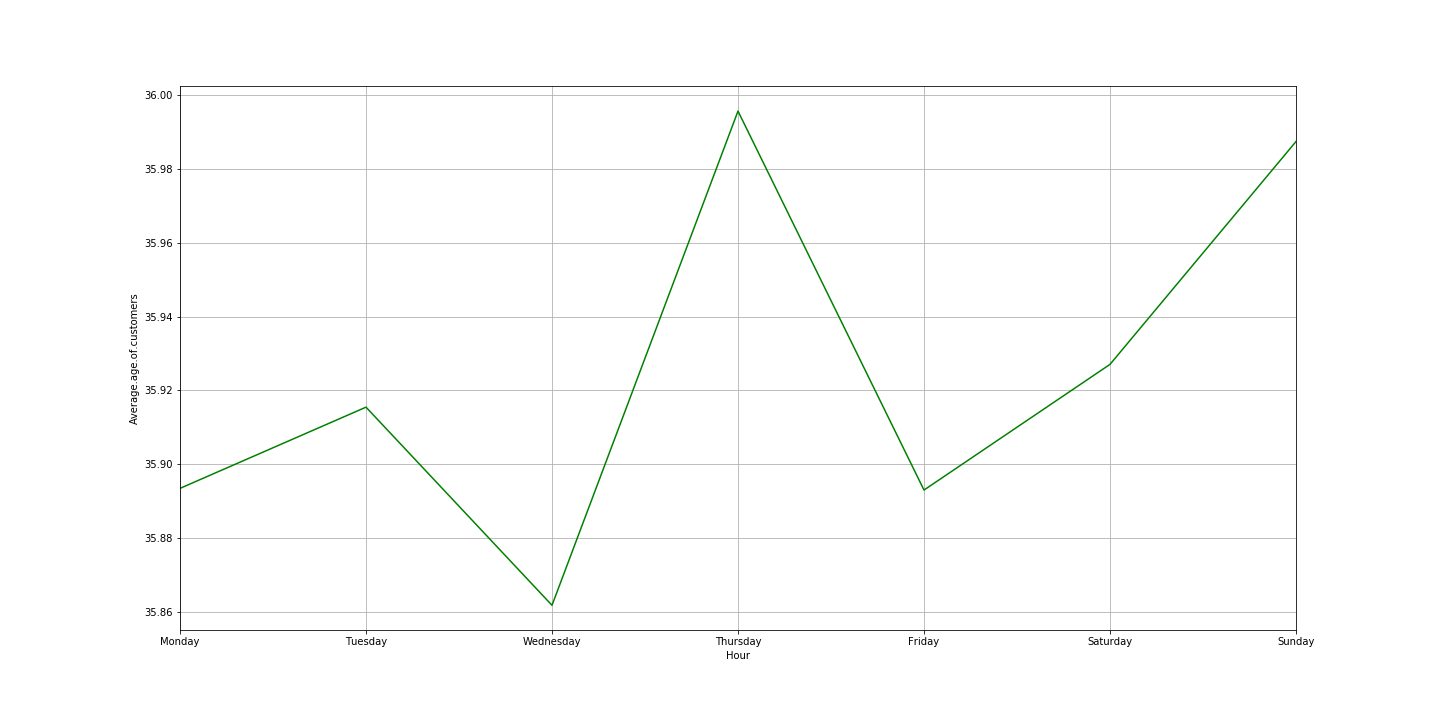 36.00
35.98
35.96
35.94
35.92
35.90
35.88
35.86
Average.age.of.customers
Monday Tuesday Wednesday Thursday Friday Saturday Sunday
Hour